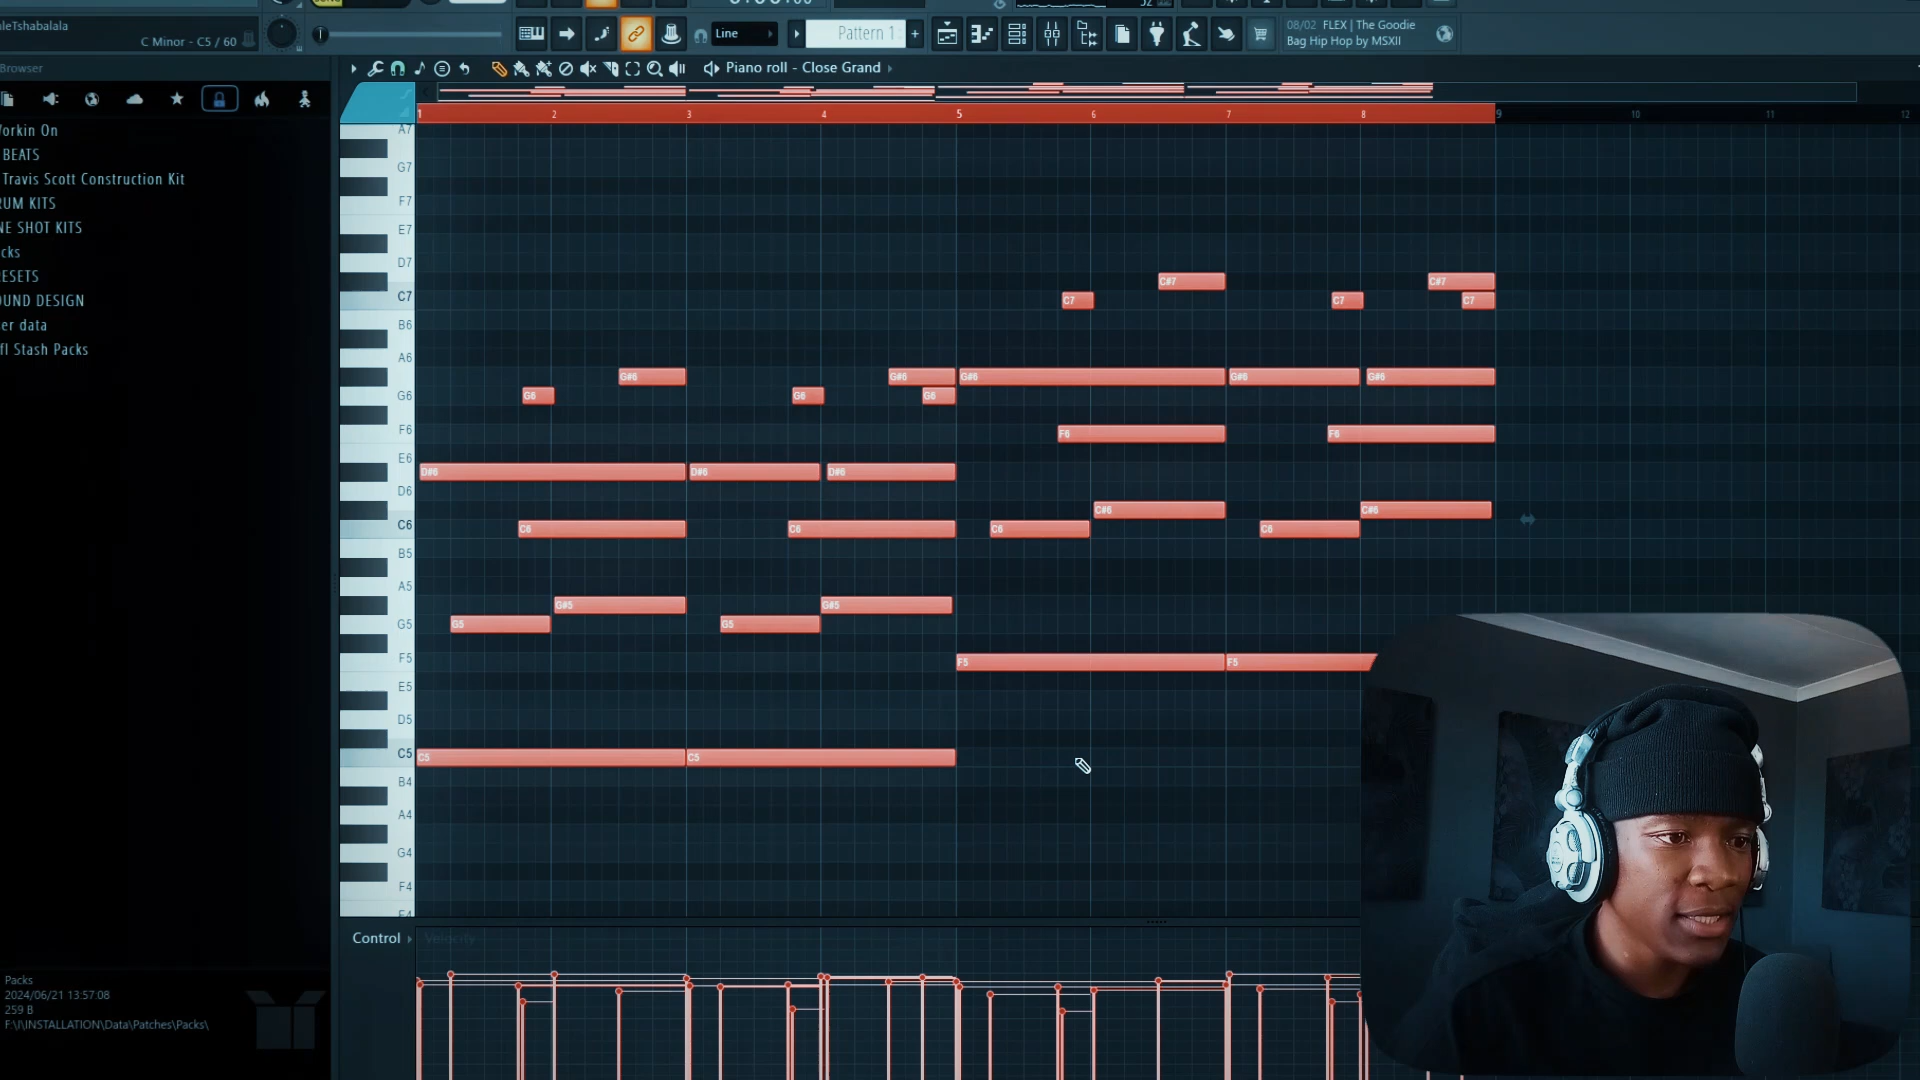 leTshabalala
C Minor - C5 / 60
Line
Pattern 1
08/02 FLEX | The Goodie
Bag Hip Hop by MSXII
Browser
Piano roll - Close Grand
1 2 3 4 5 6 7 8 9 10 11 12
Workin On
BEATS
Travis Scott Construction Kit
RUM KITS
NE SHOT KITS
cks
RESETS
OUND DESIGN
er data
fl Stash Packs
A7
G7
F7
E7
D7
C#7 C#7
C7 C7 C7 C7
B6
A6
G#6 G#6 G#6 G#6 G#6
G6 G6 G6 G6
F6 F6 F6
E6
D#6 D#6 D#6
D6
C#6 C#6
C6 C6 C6 C6 C6
B5
A5
G#5 G#5
G5 G5 G5
F5 F5 F5
E5
D5
C5 C5 C5
B4
A4
G4
F4
E4
Control Velocity
Packs
2024/06/21 13:57:08
259 B
F:\I\INSTALLATION\Data\Patches\Packs\